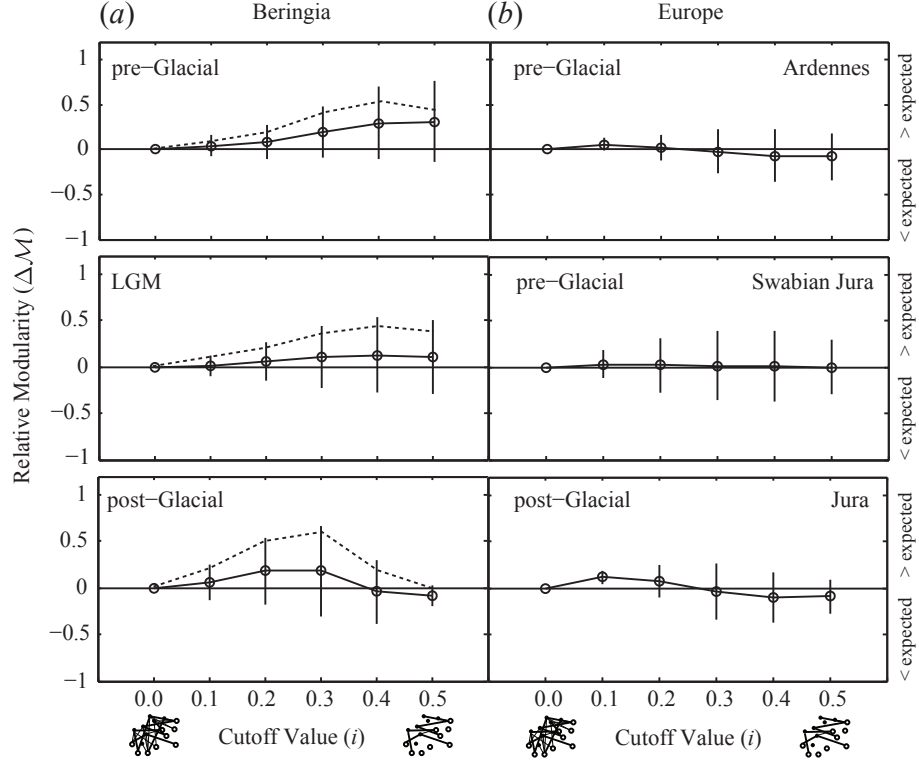 (a) Beringia (b) Europe
pre−Glacial
pre−Glacial Ardennes
LGM
pre−Glacial Swabian Jura
post−Glacial
post−Glacial Jura
1
0.5
0
−0.5
−1
1
0.5
0
−0.5
−1
1
0.5
0
−0.5
−1
Relative Modularity (Δℳ)
< expected > expected
< expected > expected
< expected > expected
0.0 0.1 0.2 0.3 0.4 0.5 0.0 0.1 0.2 0.3 0.4 0.5
Cutoff Value (i) Cutoff Value (i)